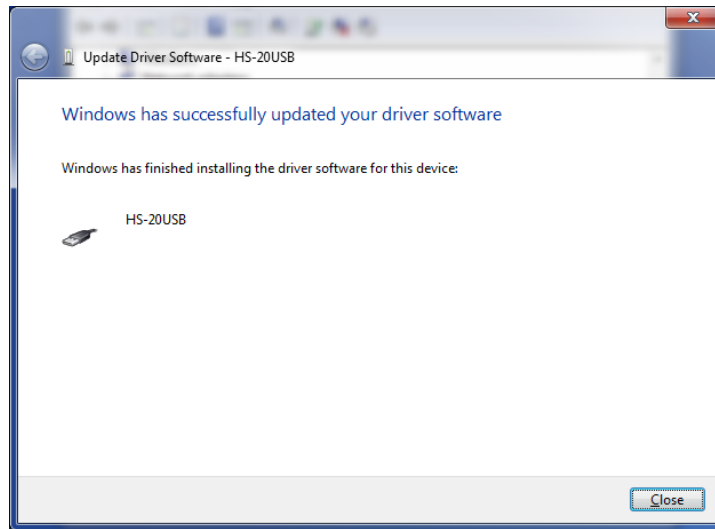 Update Driver Software - HS-20USB
Windows has successfully updated your driver software
Windows has finished installing the driver software for this device:
HS-20USB
Close